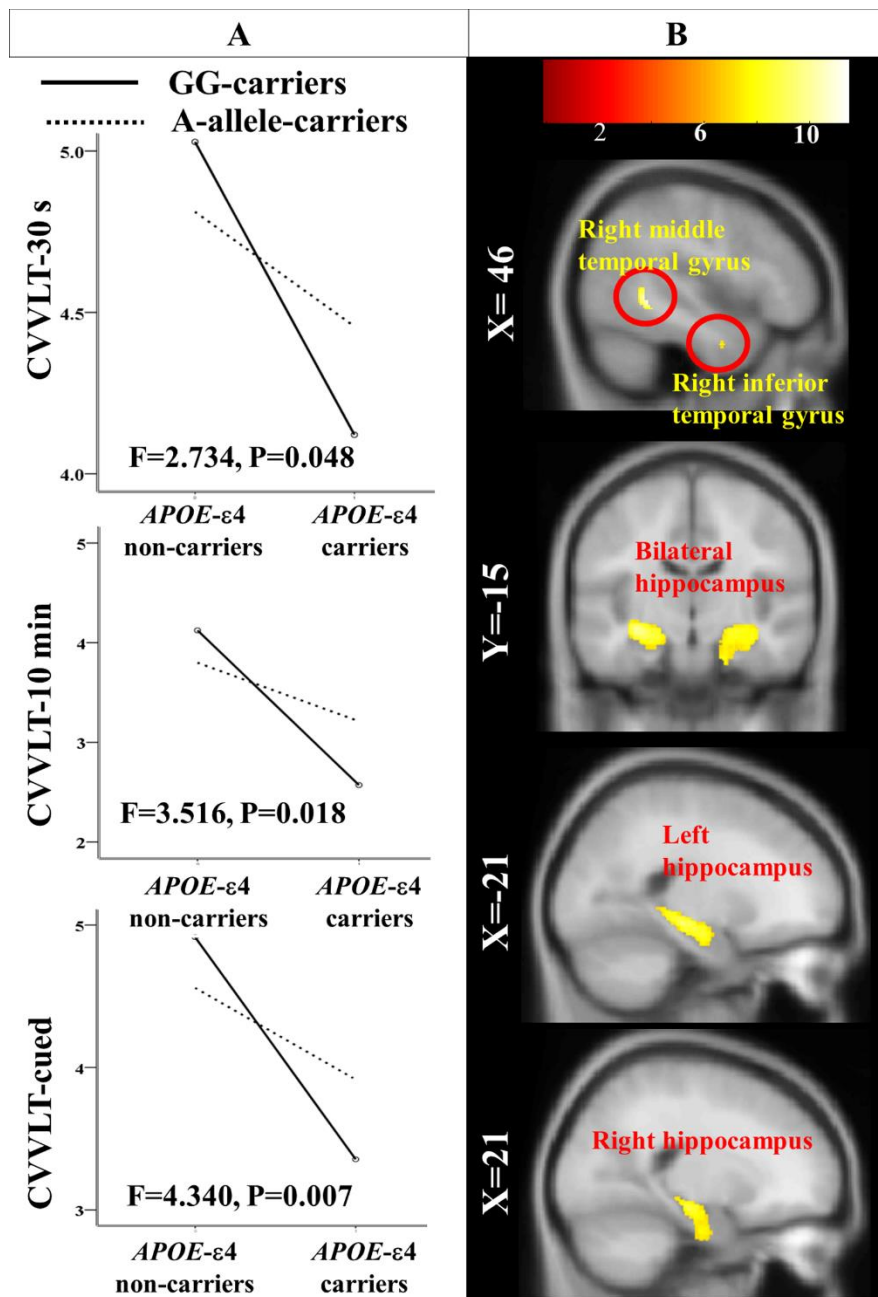 A
B
GG-carriers
A-allele-carriers
CVVLT-30 s
5.0
4.5
4.0
F=2.734, P=0.048
APOE-ε4
non-carriers
APOE-ε4
carriers
CVVLT-10 min
5
4
3
2
F=3.516, P=0.018
APOE-ε4
non-carriers
APOE-ε4
carriers
CVVLT-cued
5
4
3
F=4.340, P=0.007
APOE-ε4
non-carriers
APOE-ε4
carriers
2
6
10
X= 46
Right middle
temporal gyrus
Right inferior
temporal gyrus
Y=-15
Bilateral
hippocampus
X=-21
Left
hippocampus
X=21
Right hippocampus